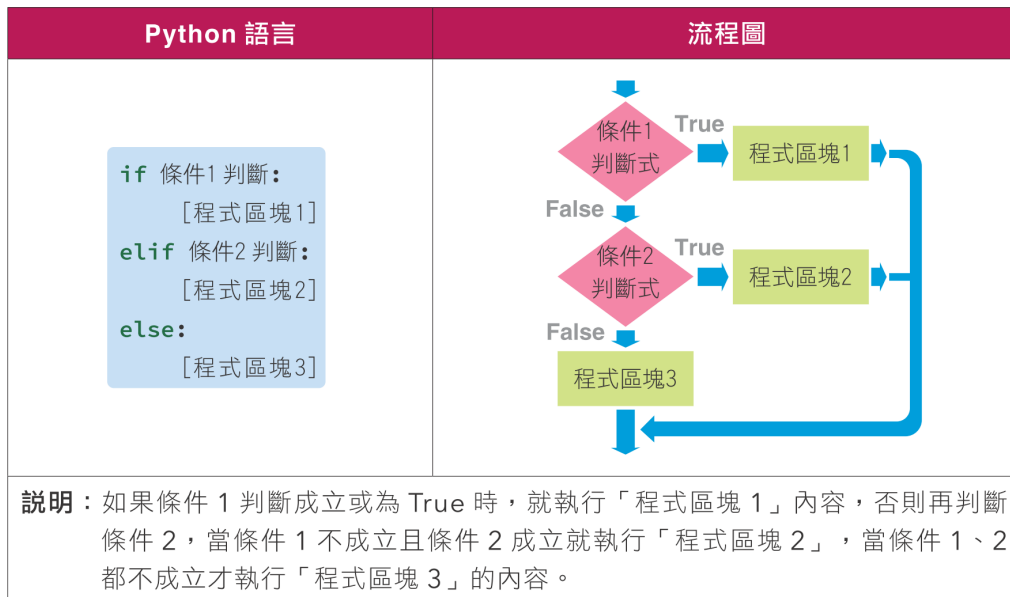 Python 語言
流程圖
if 條件1 判斷:
[程式區塊1]
elif 條件2 判斷:
[程式區塊2]
else:
[程式區塊3]
條件1
判斷式
True
程式區塊1
False
條件2
判斷式
True
程式區塊2
False
程式區塊3
說明：如果條件 1 判斷成立或為 True 時，就執行「程式區塊 1」內容，否則再判斷
條件 2，當條件 1 不成立且條件 2 成立就執行「程式區塊 2」，當條件 1、2
都不成立才執行「程式區塊 3」的內容。